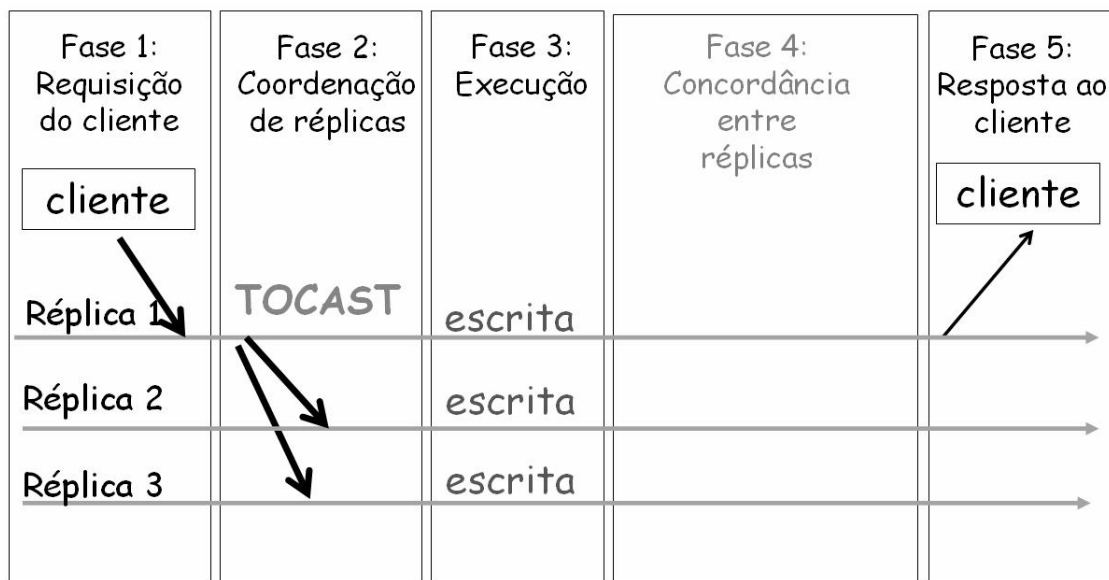 Fase 1:
Requisição
do cliente
Fase 2:
Coordenação
de réplicas
Fase 3:
Execução
Fase 4:
Concordância
entre
réplicas
Fase 5:
Resposta ao
cliente
cliente
cliente
Réplica 1
TOCAST
escrita
Réplica 2
escrita
Réplica 3
escrita